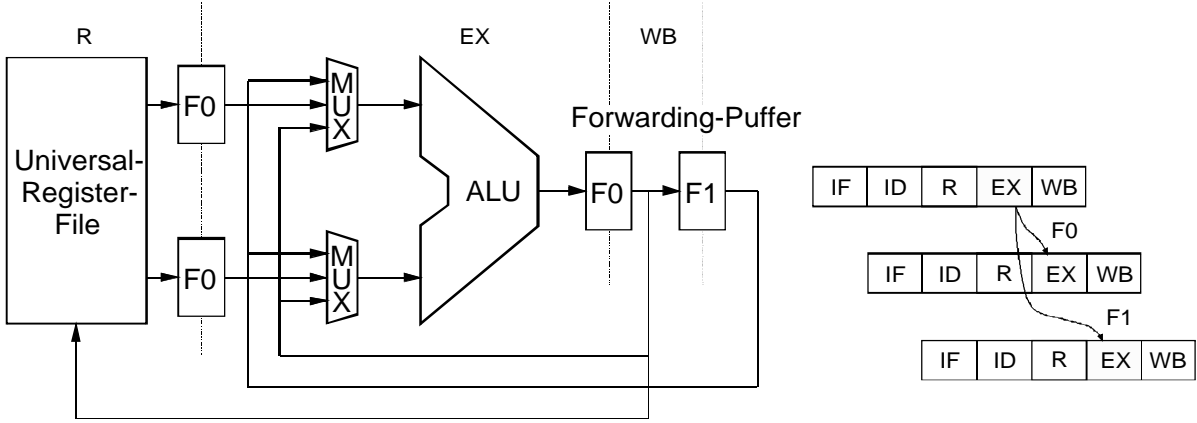 R
EX
WB
Universal-
Register-
File
F0
F0
M
U
X
M
U
X
ALU
Forwarding-Puffer
F0
F1
IF ID R EX WB
F0
IF ID R EX WB
F1
IF ID R EX WB